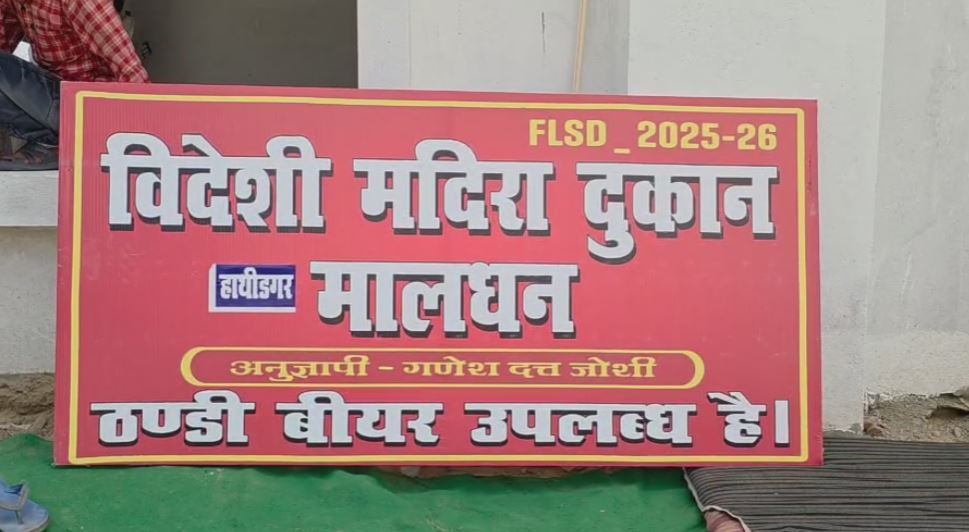 FLSD_2025-26
विदेशी मदिरा दुकान
हाथीडगर मालधन
अनुज्ञापी - गणेश दत्त जोशी
ठण्डी बीयर उपलब्ध है।